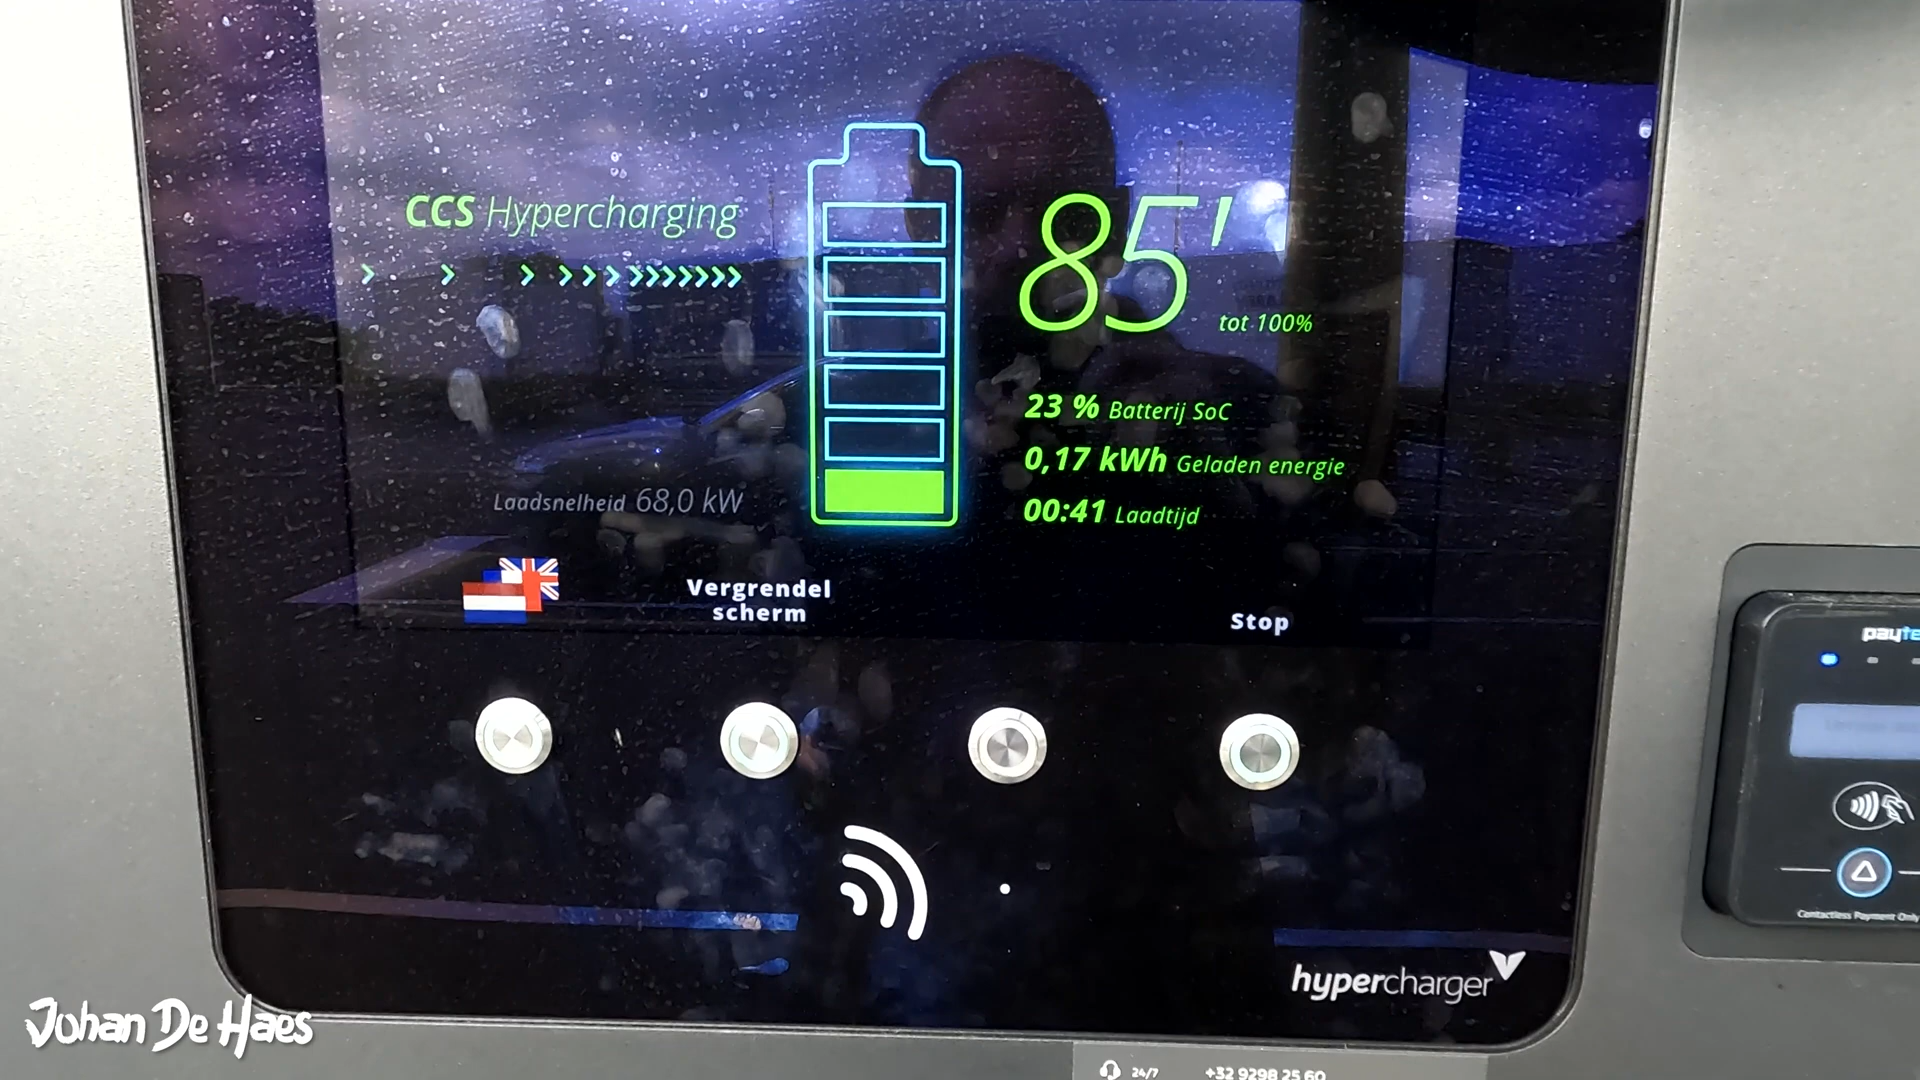 CCS Hypercharging
85'
tot 100%
23 % Batterij SoC
0,17 kWh Geladen energie
00:41 Laadtijd
Laadsnelheid 68,0 kW
Vergrendel
scherm
Stop
Contactless Payment Only
hypercharger
Johan De Haes
24/7 +32 9298 25 60